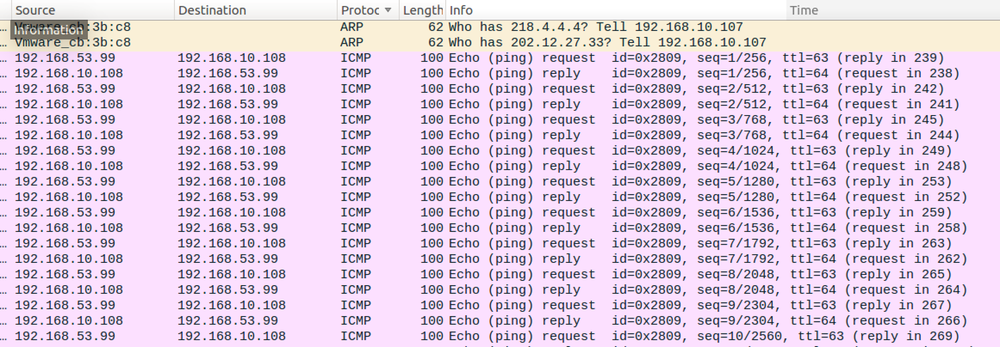 Source Destination Protoc Length Info Time
… Vmware_cb:3b:c8 ARP 62 Who has 218.4.4.4? Tell 192.168.10.107
Information
… Vmware_cb:3b:c8 ARP 62 Who has 202.12.27.33? Tell 192.168.10.107
… 192.168.53.99 192.168.10.108 ICMP 100 Echo (ping) request id=0x2809, seq=1/256, ttl=63 (reply in 239)
… 192.168.10.108 192.168.53.99 ICMP 100 Echo (ping) reply id=0x2809, seq=1/256, ttl=64 (request in 238)
… 192.168.53.99 192.168.10.108 ICMP 100 Echo (ping) request id=0x2809, seq=2/512, ttl=63 (reply in 242)
… 192.168.10.108 192.168.53.99 ICMP 100 Echo (ping) reply id=0x2809, seq=2/512, ttl=64 (request in 241)
… 192.168.53.99 192.168.10.108 ICMP 100 Echo (ping) request id=0x2809, seq=3/768, ttl=63 (reply in 245)
… 192.168.10.108 192.168.53.99 ICMP 100 Echo (ping) reply id=0x2809, seq=3/768, ttl=64 (request in 244)
… 192.168.53.99 192.168.10.108 ICMP 100 Echo (ping) request id=0x2809, seq=4/1024, ttl=63 (reply in 249)
… 192.168.10.108 192.168.53.99 ICMP 100 Echo (ping) reply id=0x2809, seq=4/1024, ttl=64 (request in 248)
… 192.168.53.99 192.168.10.108 ICMP 100 Echo (ping) request id=0x2809, seq=5/1280, ttl=63 (reply in 253)
… 192.168.10.108 192.168.53.99 ICMP 100 Echo (ping) reply id=0x2809, seq=5/1280, ttl=64 (request in 252)
… 192.168.53.99 192.168.10.108 ICMP 100 Echo (ping) request id=0x2809, seq=6/1536, ttl=63 (reply in 259)
… 192.168.10.108 192.168.53.99 ICMP 100 Echo (ping) reply id=0x2809, seq=6/1536, ttl=64 (request in 258)
… 192.168.53.99 192.168.10.108 ICMP 100 Echo (ping) request id=0x2809, seq=7/1792, ttl=63 (reply in 263)
… 192.168.10.108 192.168.53.99 ICMP 100 Echo (ping) reply id=0x2809, seq=7/1792, ttl=64 (request in 262)
… 192.168.53.99 192.168.10.108 ICMP 100 Echo (ping) request id=0x2809, seq=8/2048, ttl=63 (reply in 265)
… 192.168.10.108 192.168.53.99 ICMP 100 Echo (ping) reply id=0x2809, seq=8/2048, ttl=64 (request in 264)
… 192.168.53.99 192.168.10.108 ICMP 100 Echo (ping) request id=0x2809, seq=9/2304, ttl=63 (reply in 267)
… 192.168.10.108 192.168.53.99 ICMP 100 Echo (ping) reply id=0x2809, seq=9/2304, ttl=64 (request in 266)
… 192.168.53.99 192.168.10.108 ICMP 100 Echo (ping) request id=0x2809, seq=10/2560, ttl=63 (reply in 269)